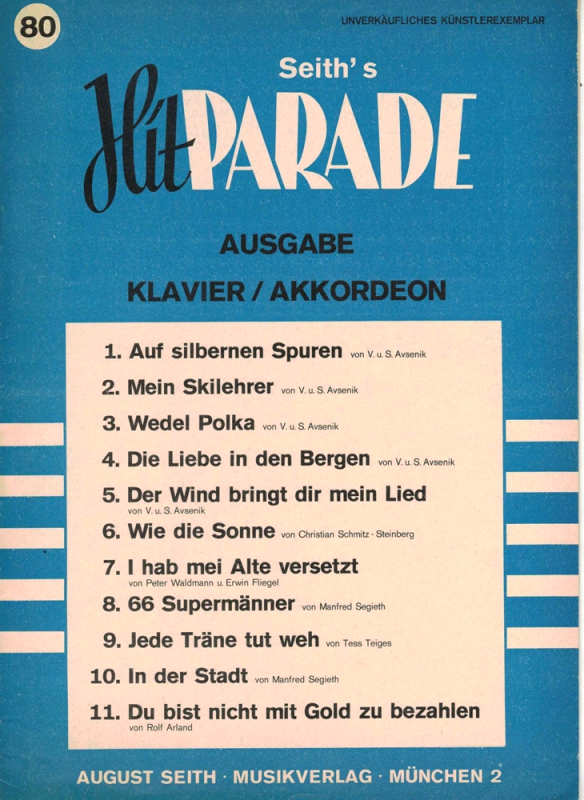 80
UNVERKÄUFLICHES KÜNSTLEREXEMPLAR
Seith's
Hit PARADE
AUSGABE
KLAVIER / AKKORDEON
1. Auf silbernen Spuren von V. u. S. Avsenik
2. Mein Skilehrer von V. u. S. Avsenik
3. Wedel Polka von V. u. S. Avsenik
4. Die Liebe in den Bergen von V. u. S. Avsenik
5. Der Wind bringt dir mein Lied
von V. u. S. Avsenik
6. Wie die Sonne von Christian Schmitz-Steinberg
7. I hab mei Alte versetzt
von Peter Waldmann u. Erwin Fliegel
8. 66 Supermänner von Manfred Segieth
9. Jede Träne tut weh von Tess Teiges
10. In der Stadt von Manfred Segieth
11. Du bist nicht mit Gold zu bezahlen
von Rolf Arland
AUGUST SEITH · MUSIKVERLAG · MÜNCHEN 2